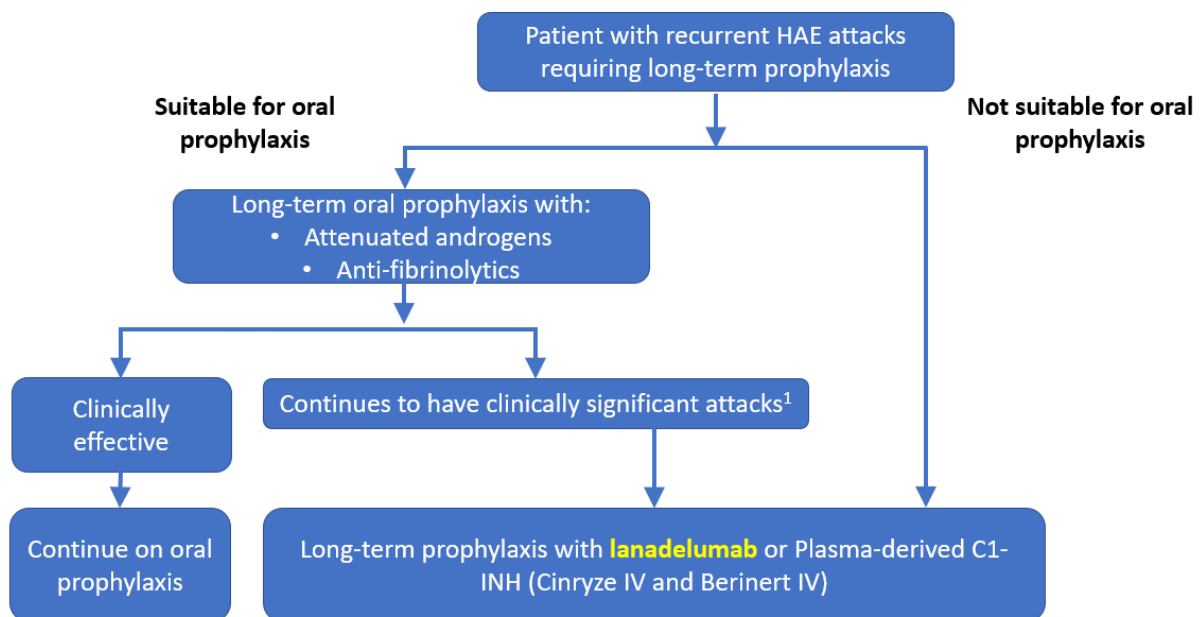 Patient with recurrent HAE attacks
requiring long-term prophylaxis
Suitable for oral
prophylaxis
Not suitable for oral
prophylaxis
Long-term oral prophylaxis with:
• Attenuated androgens
• Anti-fibrinolytics
Clinically
effective
Continues to have clinically significant attacks¹
Continue on oral
prophylaxis
Long-term prophylaxis with lanadelumab or Plasma-derived C1-
INH (Cinryze IV and Berinert IV)